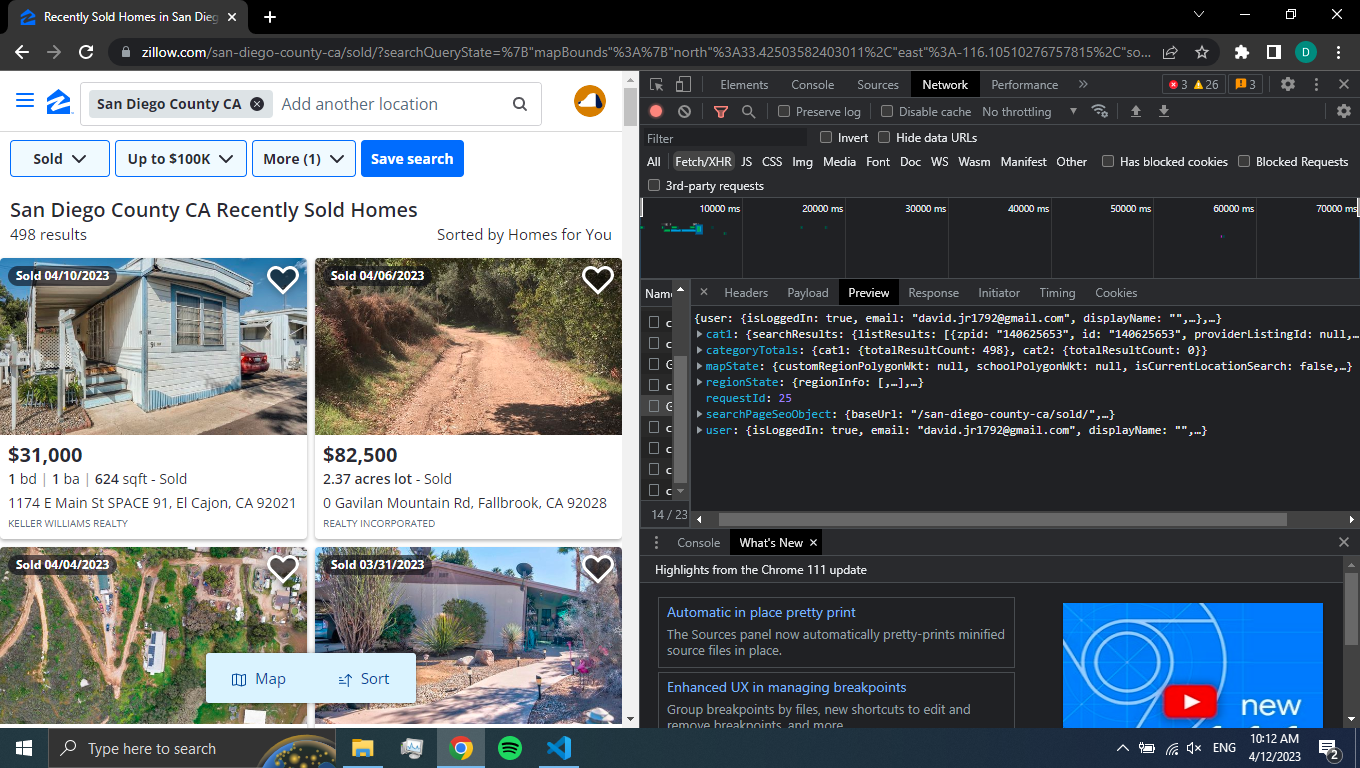 Recently Sold Homes in San Dieg
zillow.com/san-diego-county-ca/sold/?searchQueryState=%7B"mapBounds"%3A%7B"north"%3A33.42503582403011%2C"east"%3A-116.10510276757815%2C"so...
D
San Diego County CA
Add another location
Sold
Up to $100K
More (1)
Save search
San Diego County CA Recently Sold Homes
498 results
Sorted by Homes for You
Sold 04/10/2023
Sold 04/06/2023
$31,000
1 bd | 1 ba | 624 sqft - Sold
1174 E Main St SPACE 91, El Cajon, CA 92021
KELLER WILLIAMS REALTY
$82,500
2.37 acres lot - Sold
0 Gavilan Mountain Rd, Fallbrook, CA 92028
REALTY INCORPORATED
Sold 04/04/2023
Sold 03/31/2023
Map
Sort
Elements Console Sources Network Performance
3 26 3
Preserve log Disable cache No throttling
Filter Invert Hide data URLs
All Fetch/XHR JS CSS Img Media Font Doc WS Wasm Manifest Other Has blocked cookies Blocked Requests
3rd-party requests
10000 ms 20000 ms 30000 ms 40000 ms 50000 ms 60000 ms 70000 ms
Name
c
c
G
c
G
c
c
c
c
14 / 23
Headers Payload Preview Response Initiator Timing Cookies
{user: {isLoggedIn: true, email: "david.jr1792@gmail.com", displayName: "",…},…}
cat1: {searchResults: {listResults: [{zpid: "140625653", id: "140625653", providerListingId: null,…
categoryTotals: {cat1: {totalResultCount: 498}, cat2: {totalResultCount: 0}}
mapState: {customRegionPolygonWkt: null, schoolPolygonWkt: null, isCurrentLocationSearch: false,…}
regionState: {regionInfo: [,…],…}
requestId: 25
searchPageSeoObject: {baseUrl: "/san-diego-county-ca/sold/",…}
user: {isLoggedIn: true, email: "david.jr1792@gmail.com", displayName: "",…}
Console What's New
Highlights from the Chrome 111 update
Automatic in place pretty print
The Sources panel now automatically pretty-prints minified
source files in place.
Enhanced UX in managing breakpoints
Group breakpoints by files, new shortcuts to edit and
remove breakpoints, and more.
new
Type here to search
ENG
10:12 AM
4/12/2023
2